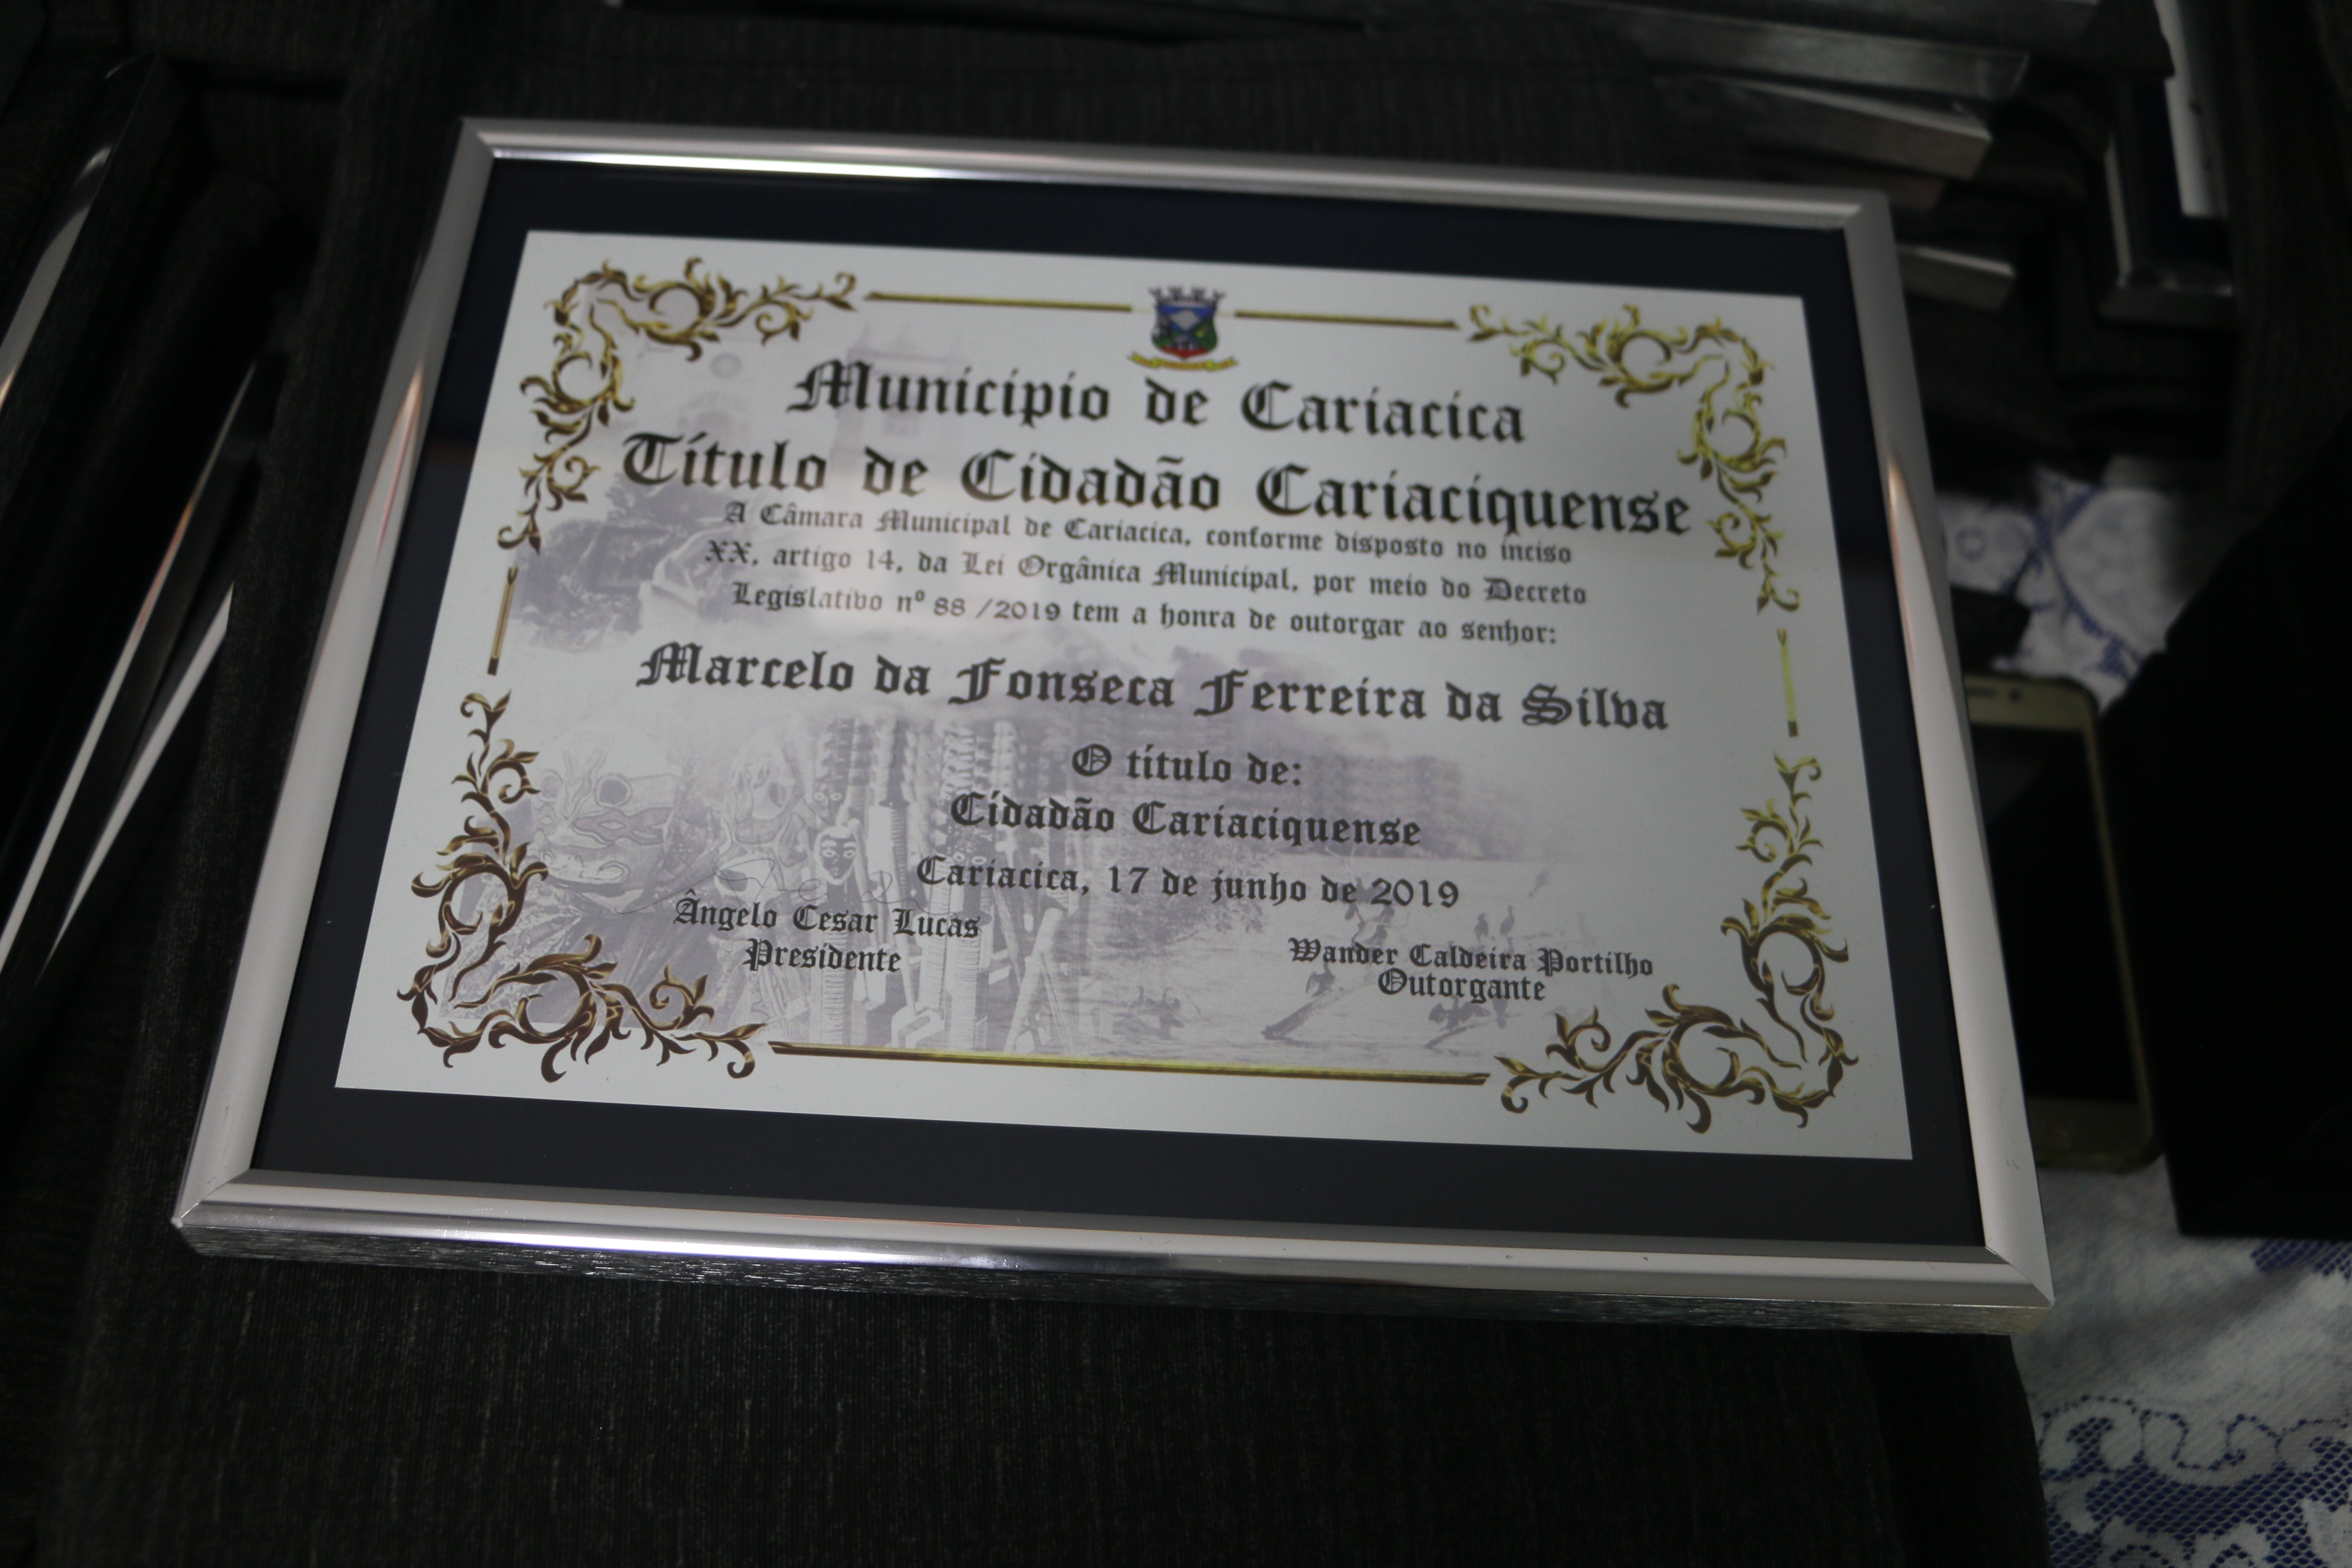 Município de Cariacica
Título de Cidadão Cariaciquense
A Câmara Municipal de Cariacica, conforme disposto no inciso
XX, artigo 14, da Lei Orgânica Municipal, por meio do Decreto
Legislativo nº 88 /2019 tem a honra de outorgar ao senhor:
Marcelo da Fonseca Ferreira da Silva
O título de:
Cidadão Cariaciquense
Cariacica, 17 de junho de 2019
Ângelo Cesar Lucas
Presidente
Wander Caldeira Portilho
Outorgante